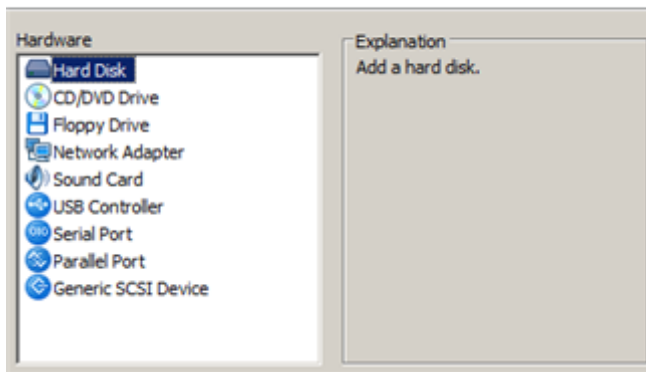 Hardware
Hard Disk
CD/DVD Drive
Floppy Drive
Network Adapter
Sound Card
USB Controller
Serial Port
Parallel Port
Generic SCSI Device
Explanation
Add a hard disk.